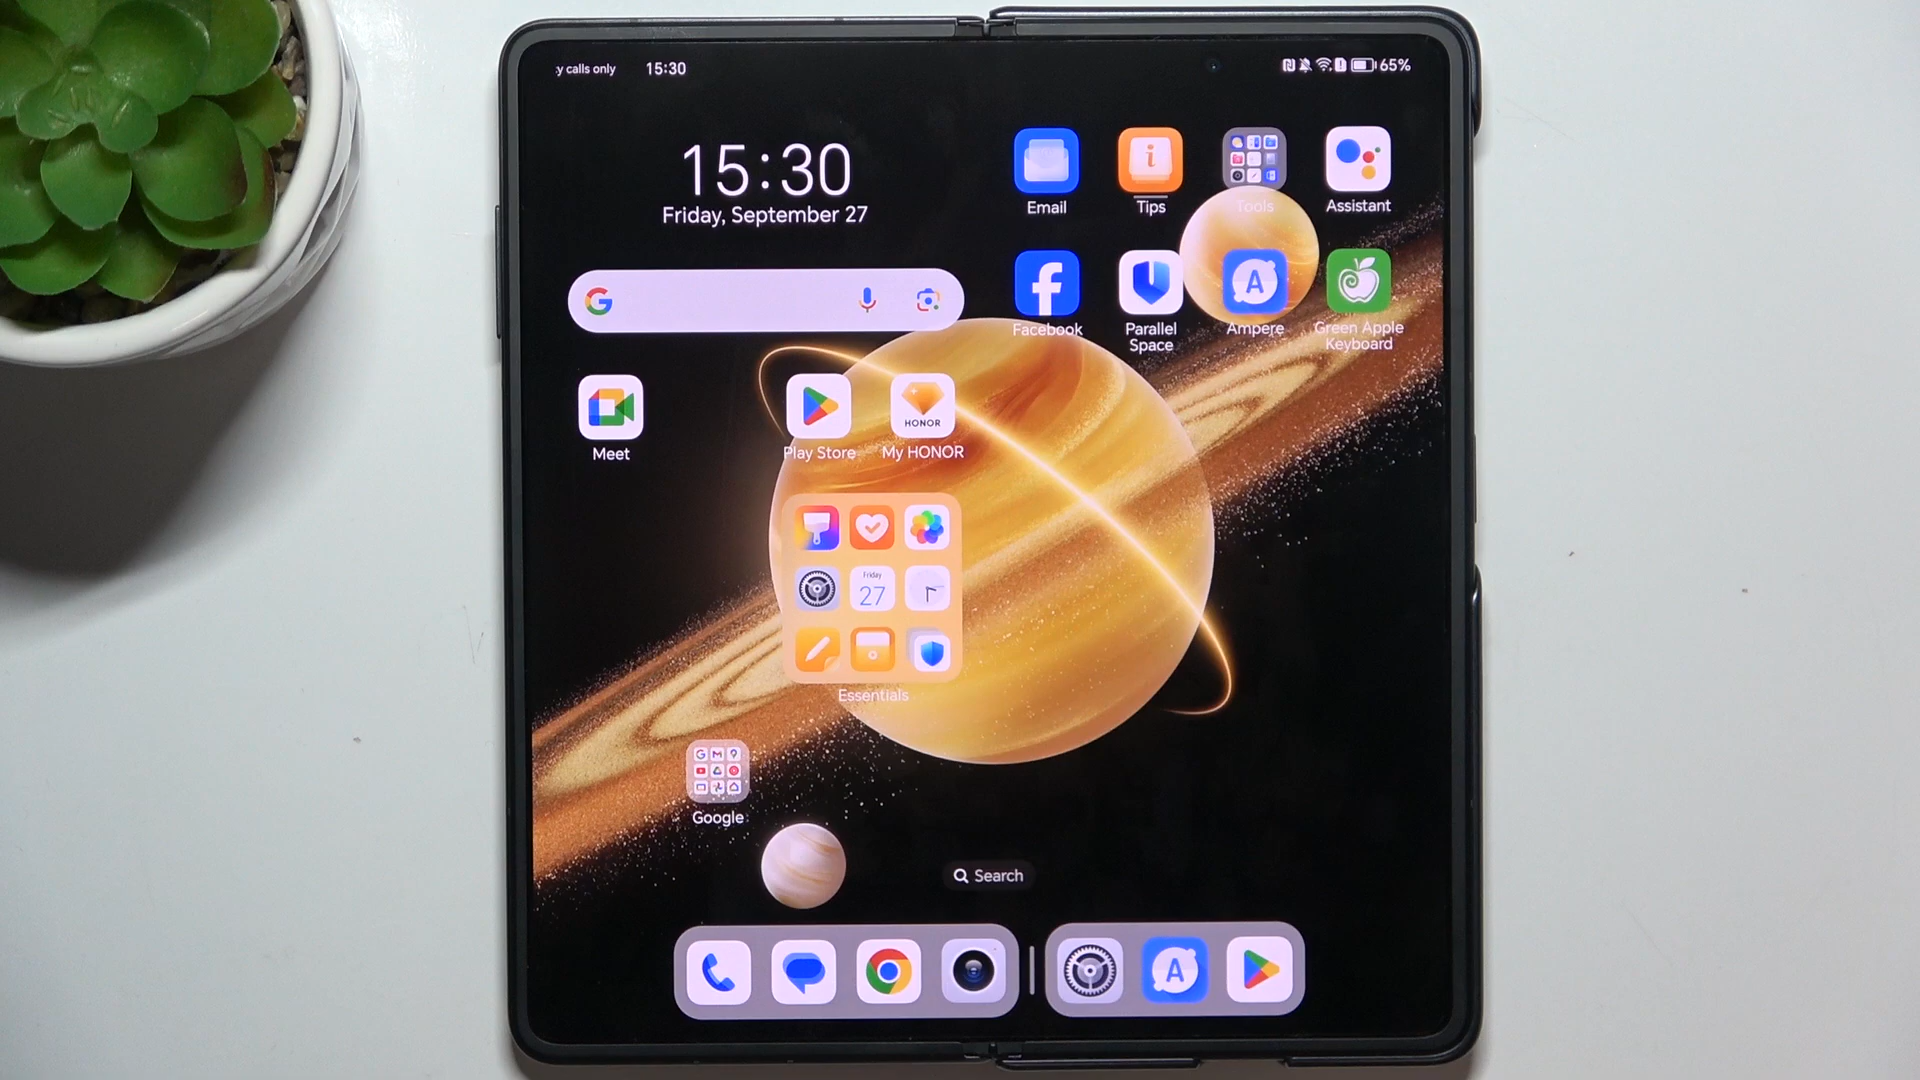 y calls only 15:30 65%
15:30
Friday, September 27
Email Tips Tools Assistant
Facebook Parallel Space Ampere Green Apple Keyboard
HONOR
Meet Play Store My HONOR
Friday
27
Essentials
Google
Search